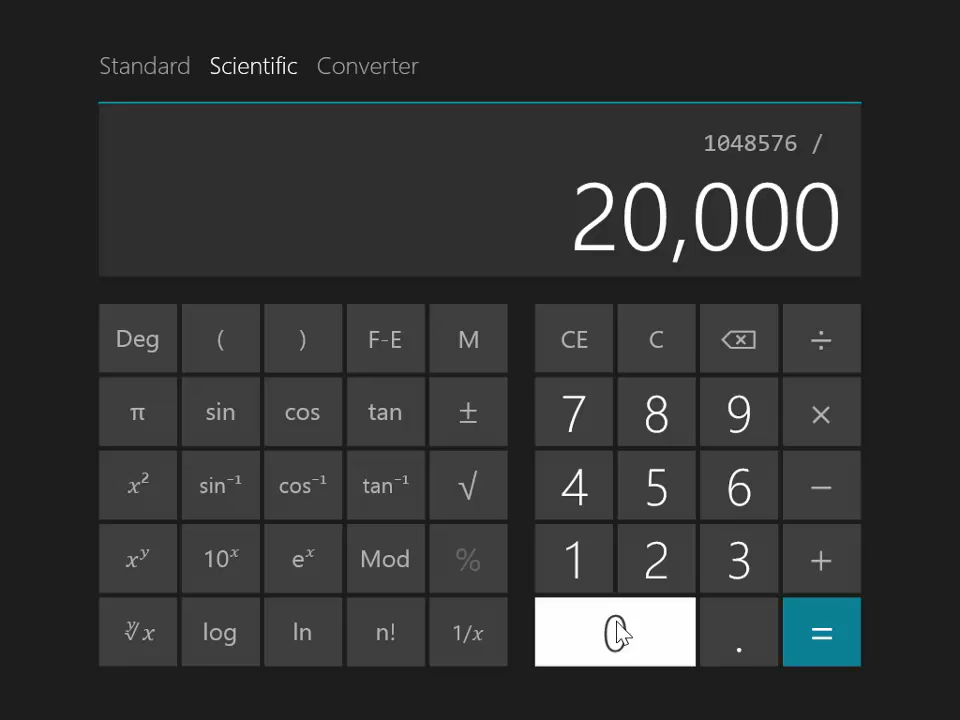 Standard Scientific Converter
1048576 /
20,000
Deg ( ) F-E M CE C ÷
π sin cos tan ± 7 8 9 ×
x² sin⁻¹ cos⁻¹ tan⁻¹ √ 4 5 6 −
xʸ 10ˣ eˣ Mod % 1 2 3 +
ʸ√x log ln n! 1/x 0 . =